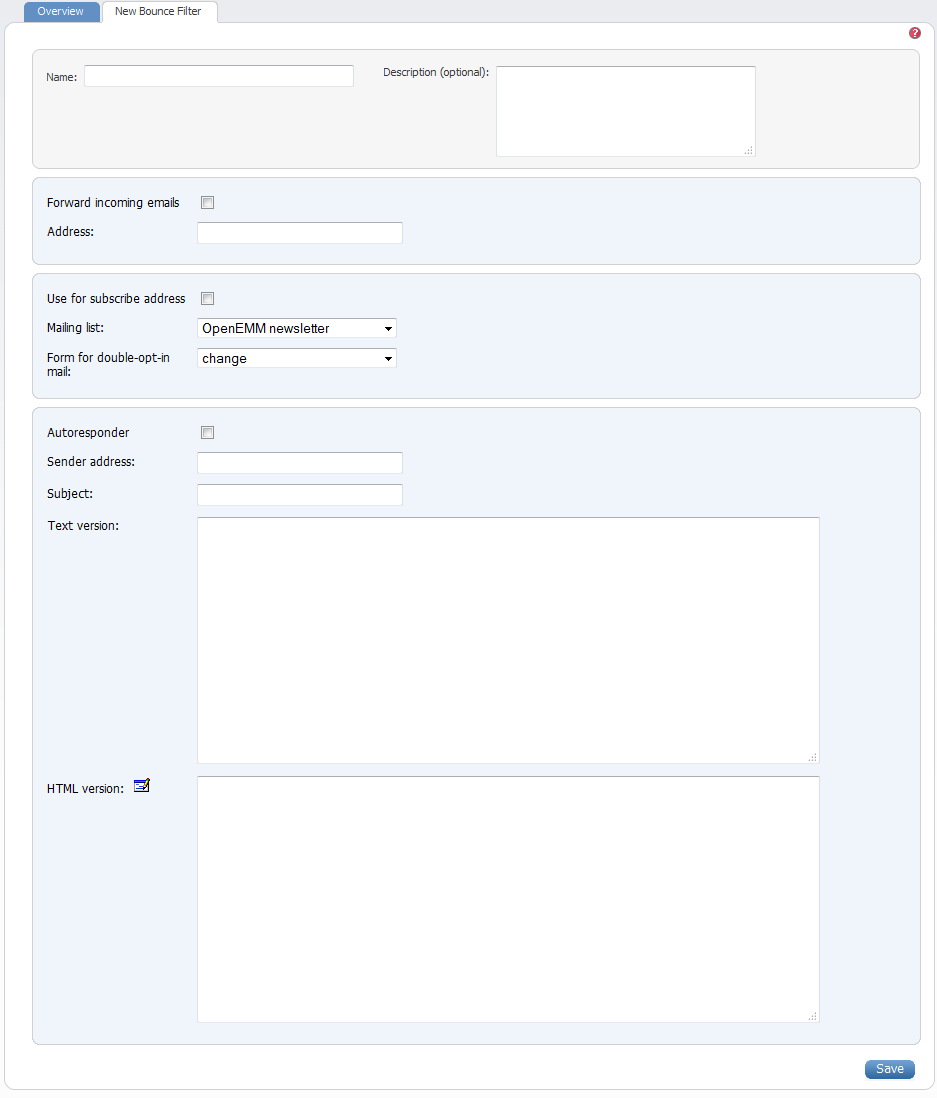 Overview
New Bounce Filter
?
Name:
Description (optional):
Forward incoming emails
Address:
Use for subscribe address
Mailing list:
OpenEMM newsletter
Form for double-opt-in
mail:
change
Autoresponder
Sender address:
Subject:
Text version:
HTML version:
Save